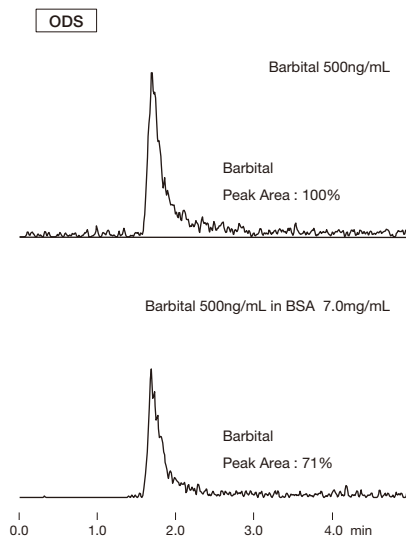 ODS
Barbital 500ng/mL
Barbital
Peak Area : 100%
Barbital 500ng/mL in BSA 7.0mg/mL
Barbital
Peak Area : 71%
0.0 1.0 2.0 3.0 4.0 min